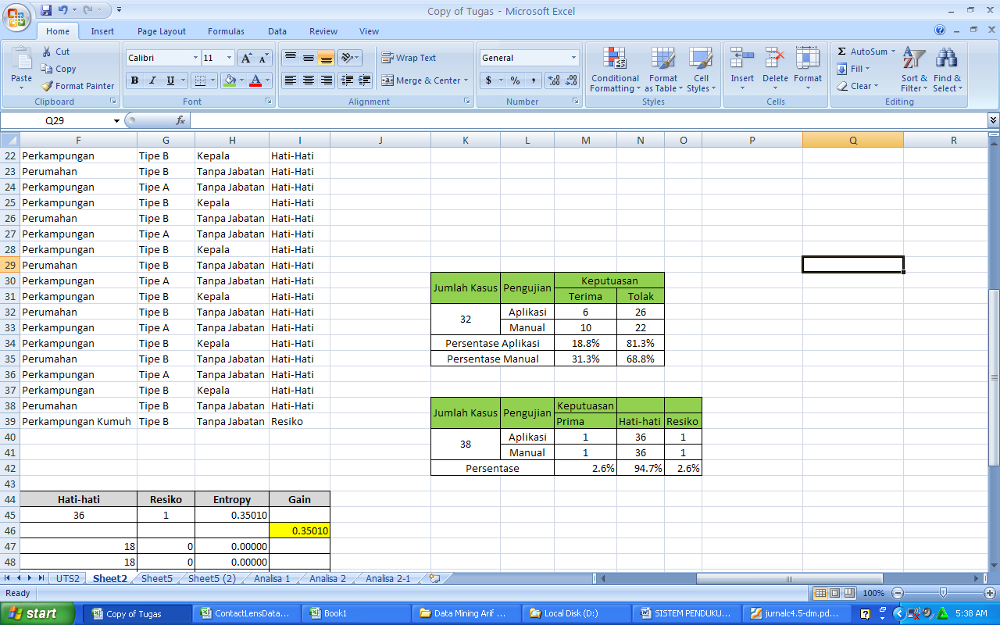 Copy of Tugas - Microsoft Excel
Home Insert Page Layout Formulas Data Review View
Paste Cut Copy Format Painter Clipboard
Calibri 11 B I U A A A Font
Wrap Text Merge & Center Alignment
General $ % , .0 .00 .00 .0 Number
Conditional Formatting Format as Table Cell Styles Styles
Insert Delete Format Cells
Σ AutoSum Fill Clear Sort & Filter Find & Select Editing
Q29 fx
F G H I J K L M N O P Q R
22 Perkampungan Tipe B Kepala Hati-Hati
23 Perumahan Tipe B Tanpa Jabatan Hati-Hati
24 Perkampungan Tipe A Tanpa Jabatan Hati-Hati
25 Perkampungan Tipe B Kepala Hati-Hati
26 Perumahan Tipe B Tanpa Jabatan Hati-Hati
27 Perkampungan Tipe A Tanpa Jabatan Hati-Hati
28 Perkampungan Tipe B Kepala Hati-Hati
29 Perumahan Tipe B Tanpa Jabatan Hati-Hati
30 Perkampungan Tipe A Tanpa Jabatan Hati-Hati Jumlah Kasus Pengujian Keputuasan
31 Perkampungan Tipe B Kepala Hati-Hati Terima Tolak
32 Perumahan Tipe B Tanpa Jabatan Hati-Hati 32 Aplikasi 6 26
33 Perkampungan Tipe A Tanpa Jabatan Hati-Hati Manual 10 22
34 Perkampungan Tipe B Kepala Hati-Hati Persentase Aplikasi 18.8% 81.3%
35 Perumahan Tipe B Tanpa Jabatan Hati-Hati Persentase Manual 31.3% 68.8%
36 Perkampungan Tipe A Tanpa Jabatan Hati-Hati
37 Perkampungan Tipe B Kepala Hati-Hati
38 Perumahan Tipe B Tanpa Jabatan Hati-Hati Jumlah Kasus Pengujian Keputuasan
39 Perkampungan Kumuh Tipe B Tanpa Jabatan Resiko Prima Hati-hati Resiko
40 38 Aplikasi 1 36 1
41 Manual 1 36 1
42 Persentase 2.6% 94.7% 2.6%
43
44 Hati-hati Resiko Entropy Gain
45 36 1 0.35010
46 0.35010
47 18 0 0.00000
48 18 0 0.00000
UTS2 Sheet2 Sheet5 Sheet5 (2) Analisa 1 Analisa 2 Analisa 2-1
Ready 100%
start Copy of Tugas ContactLensData... Book1 Data Mining Arif ... Local Disk (D:) SISTEM PENDUKU... jurnalc4.5-dm.pd... 5:38 AM